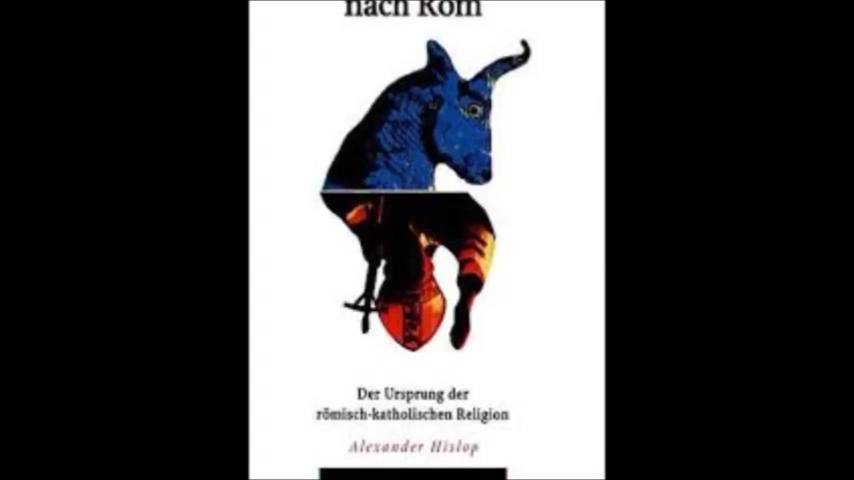 nach Rom
Der Ursprung der
römisch-katholischen Religion
Alexander Hislop